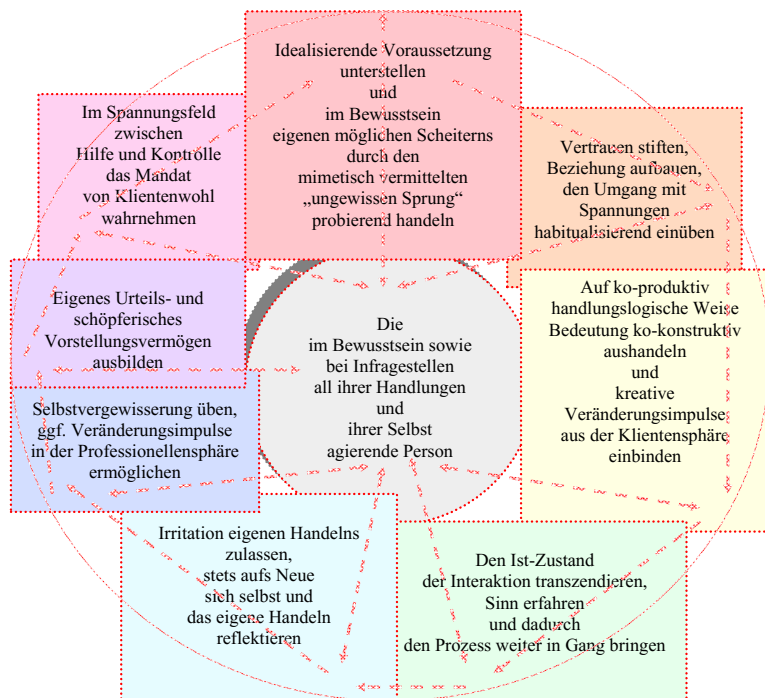 Idealisierende Voraussetzung
unterstellen
und
im Bewusstsein
eigenen möglichen Scheiterns
durch den
mimetisch vermittelten
„ungewissen Sprung“
probierend handeln
Vertrauen stiften,
Beziehung aufbauen,
den Umgang mit
Spannungen
habitualisierend einüben
Auf ko-produktiv
handlungslogische Weise
Bedeutung ko-konstruktiv
aushandeln
und
kreative
Veränderungsimpulse
aus der Klientensphäre
einbinden
Den Ist-Zustand
der Interaktion transzendieren,
Sinn erfahren
und dadurch
den Prozess weiter in Gang bringen
Irritation eigenen Handelns
zulassen,
stets aufs Neue
sich selbst und
das eigene Handeln
reflektieren
Selbstvergewisserung üben,
ggf. Veränderungsimpulse
in der Professionellensphäre
ermöglichen
Eigenes Urteils- und
schöpferisches
Vorstellungsvermögen
ausbilden
Im Spannungsfeld
zwischen
Hilfe und Kontrolle
das Mandat
von Klientenwohl
wahrnehmen
Die
im Bewusstsein sowie
bei Infragestellen
all ihrer Handlungen
und
ihrer Selbst
agierende Person